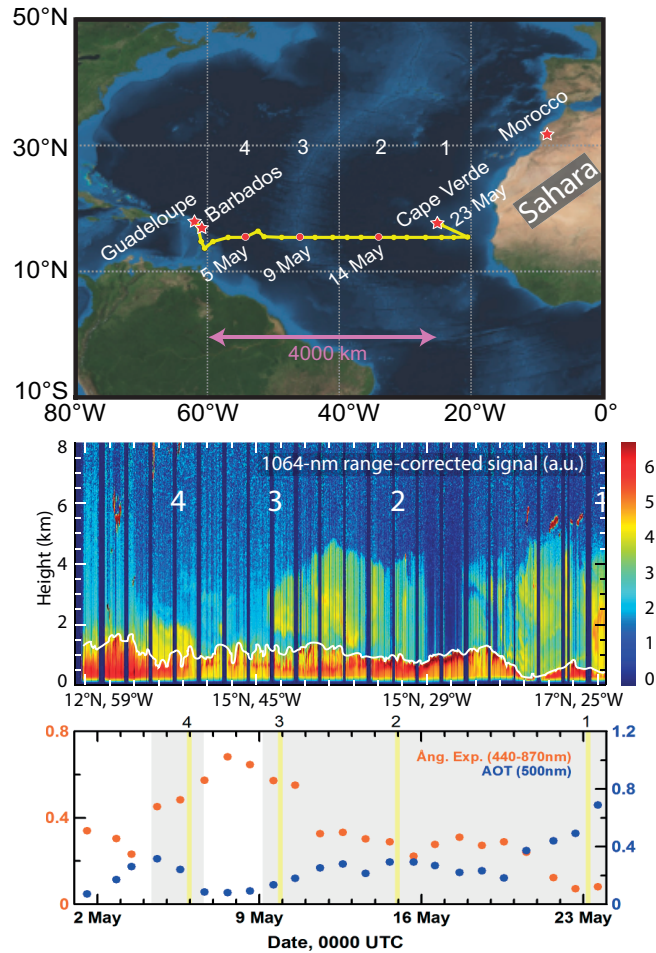 50°N
30°N
10°N
10°S
4 3 2 1
Morocco
Sahara
Cape Verde
23 May
Guadeloupe
Barbados
5 May
9 May
14 May
4000 km
80°W 60°W 40°W 20°W 0°
1064-nm range-corrected signal (a.u.)
4 3 2 1
Height (km)
8
6
4
2
0
6
5
4
3
2
1
0
12°N, 59°W 15°N, 45°W 15°N, 29°W 17°N, 25°W
4 3 2 1
0.8
0.4
0
Ång. Exp. (440-870nm)
AOT (500nm)
1.2
0.8
0.4
0
2 May 9 May 16 May 23 May
Date, 0000 UTC